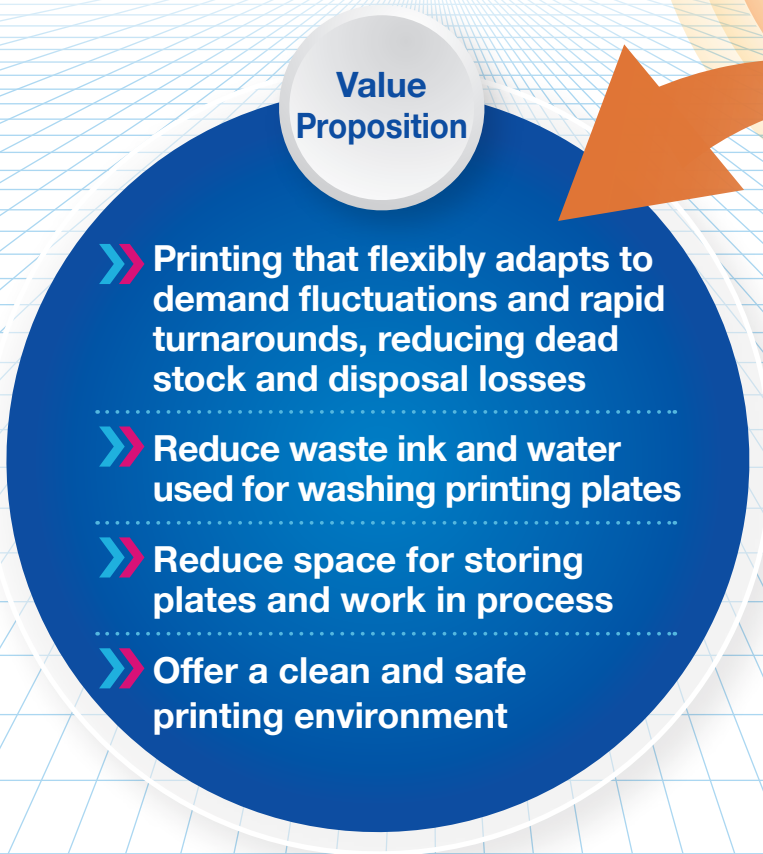 Value
Proposition
Printing that flexibly adapts to
demand fluctuations and rapid
turnarounds, reducing dead
stock and disposal losses
Reduce waste ink and water
used for washing printing plates
Reduce space for storing
plates and work in process
Offer a clean and safe
printing environment